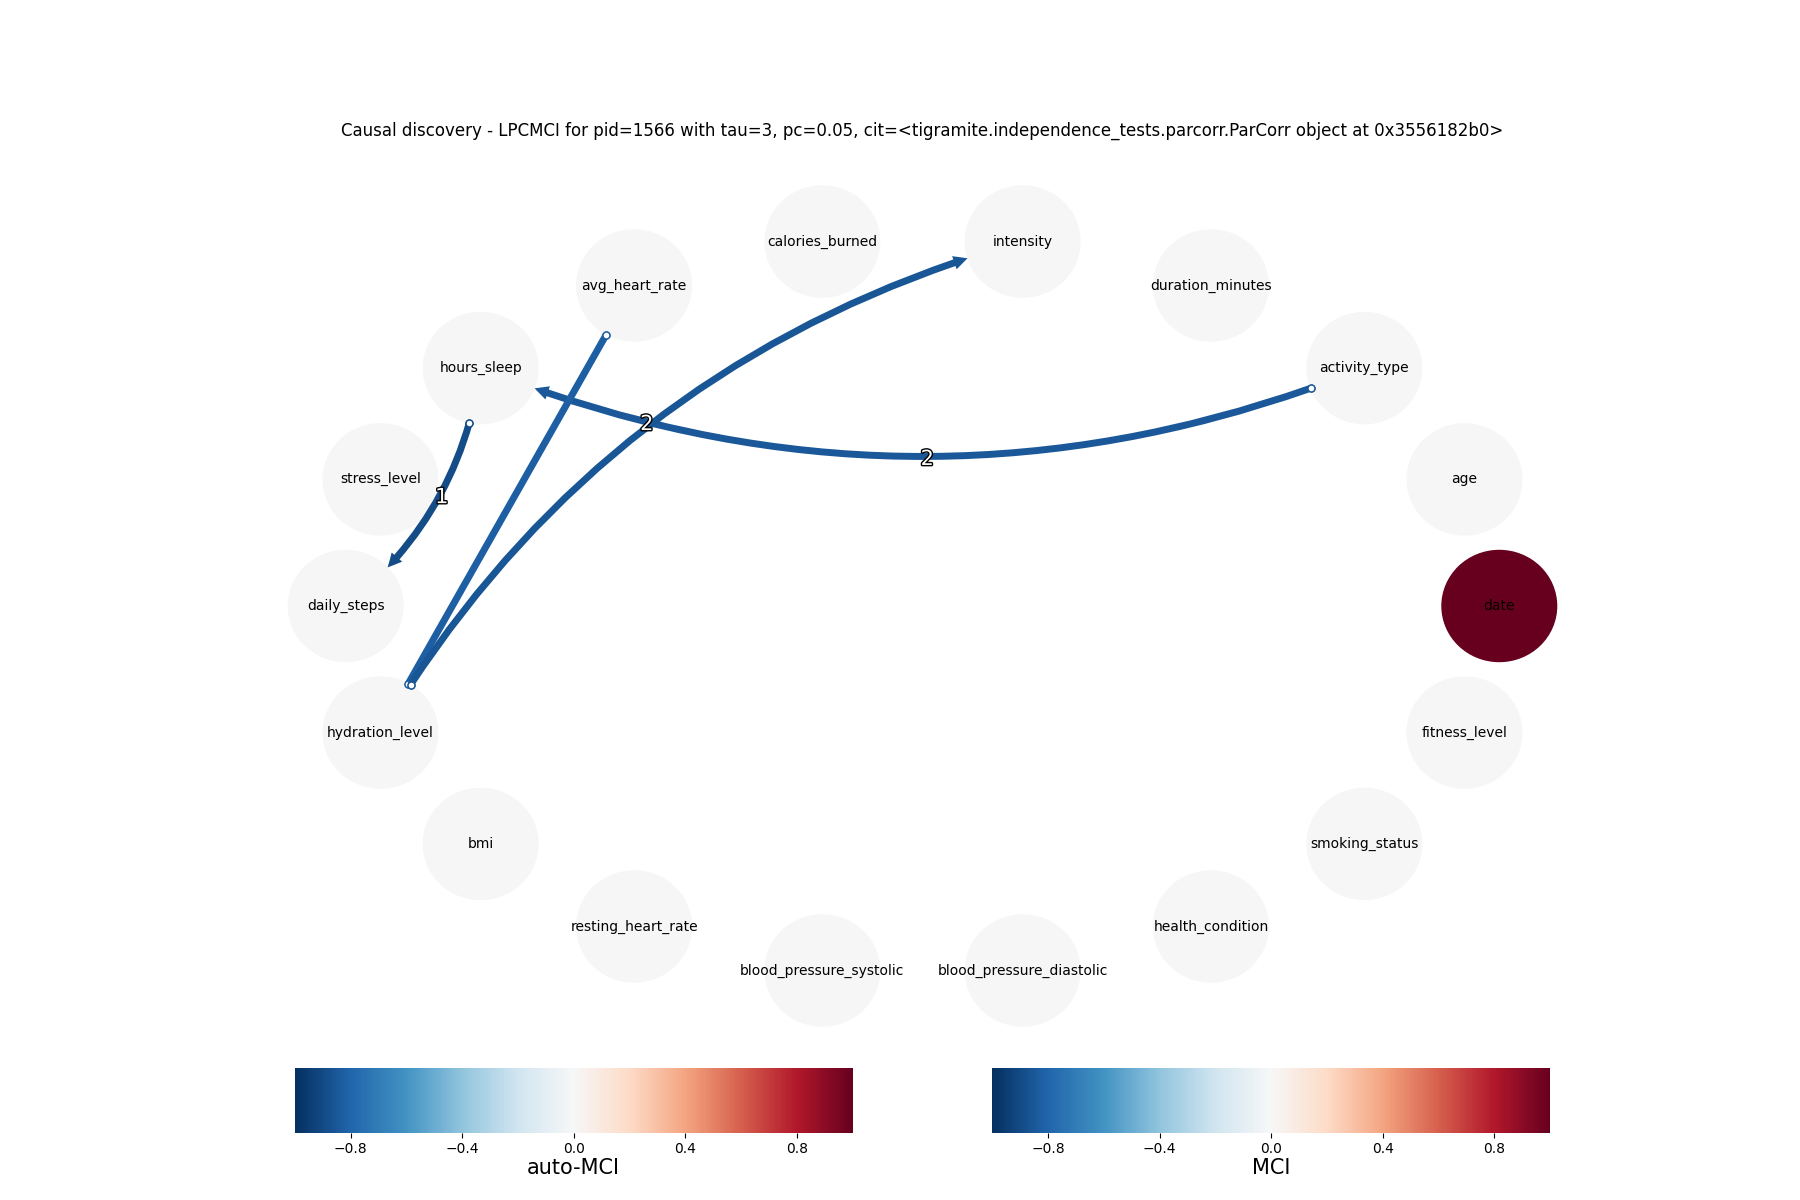 Causal discovery - LPCMCI for pid=1566 with tau=3, pc=0.05, cit=<tigramite.independence_tests.parcorr.ParCorr object at 0x3556182b0>
calories_burned
intensity
avg_heart_rate
duration_minutes
hours_sleep
activity_type
2
2
stress_level
age
1
daily_steps
date
hydration_level
fitness_level
bmi
smoking_status
resting_heart_rate
health_condition
blood_pressure_systolic
blood_pressure_diastolic
−0.8 −0.4 0.0 0.4 0.8
auto-MCI
−0.8 −0.4 0.0 0.4 0.8
MCI